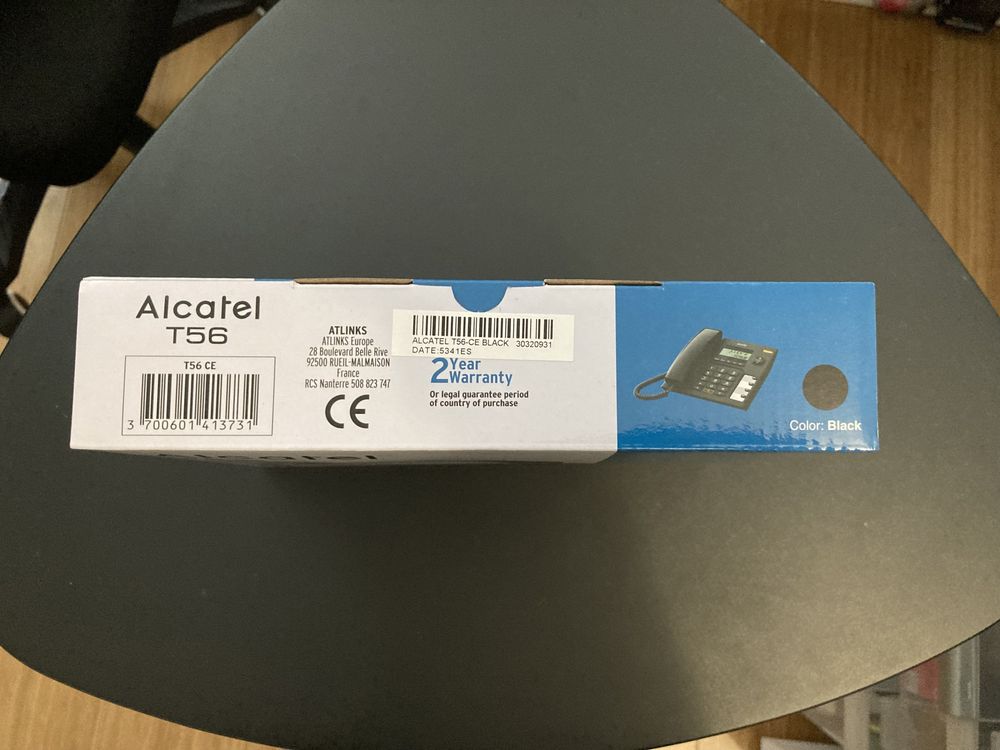 Alcatel
T56
T56 CE
3 700601 413731
ATLINKS
ATLINKS Europe
28 Boulevard Belle Rive
92500 RUEIL-MALMAISON
France
RCS Nanterre 508 823 747
CE
ALCATEL T56-CE BLACK 30320931
DATE:5341ES
2 Year
Warranty
Or legal guarantee period
of country of purchase
Color: Black
Alcatel